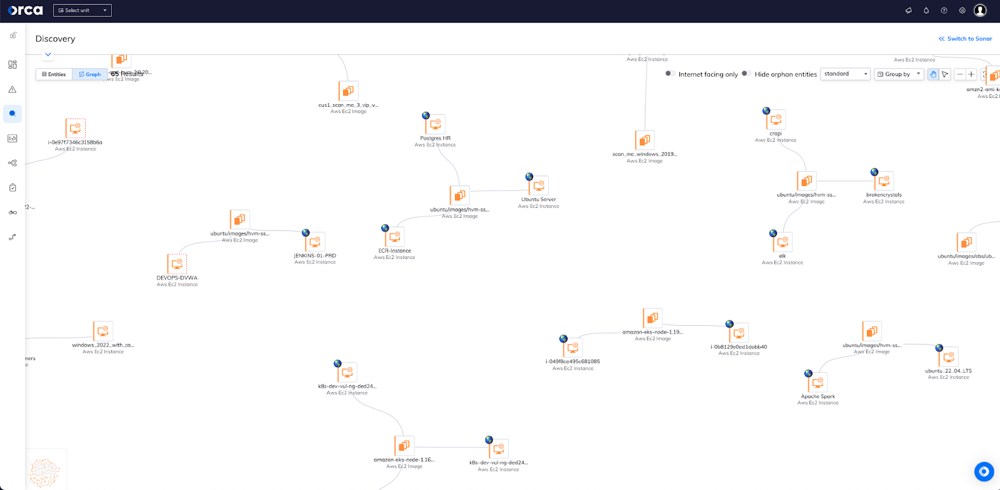 orca
Select unit
Discovery
Switch to Sonar
Entities
Graph
65 Results
Aws Ec2 Image
Internet facing only
Hide orphan entities
standard
Group by
Aws Ec2 Instance
Aws Ec2 Instance
amzn2-ami-k
Aws Ec2 I
cus1_scan_me_3_vip_v...
Aws Ec2 Image
i-0e97f7346c3158b6a
Aws Ec2 Instance
Postgres HR
Aws Ec2 Instance
scan_me_windows_2019...
Aws Ec2 Image
crapi
Aws Ec2 Instance
ubuntu/images/hvm-ss...
Aws Ec2 Image
Ubuntu Server
Aws Ec2 Instance
ubuntu/images/hvm-ss...
Aws Ec2 Image
brokencrystals
Aws Ec2 Instance
22-...
ubuntu/images/hvm-ss...
Aws Ec2 Image
JENKINS-01-PRD
Aws Ec2 Instance
ECR-Instance
Aws Ec2 Instance
elk
Aws Ec2 Instance
ubuntu/images/ebs/ub...
Aws Ec2 Image
DEVOPS-DVWA
Aws Ec2 Instance
windows_2022_with_co...
Aws Ec2 Instance
ners
e
amazon-eks-node-1.19...
Aws Ec2 Image
i-049f8ce495c681085
Aws Ec2 Instance
i-0b8129e0ed1dabb40
Aws Ec2 Instance
ubuntu/images/hvm-ss...
Aws Ec2 Image
ubuntu_22_04_LTS
Aws Ec2 Instance
Apache Spark
Aws Ec2 Instance
k8s-dev-vul-ng-ded24...
Aws Ec2 Instance
amazon-eks-node-1.16...
Aws Ec2 Image
k8s-dev-vul-ng-ded24...
Aws Ec2 Instance